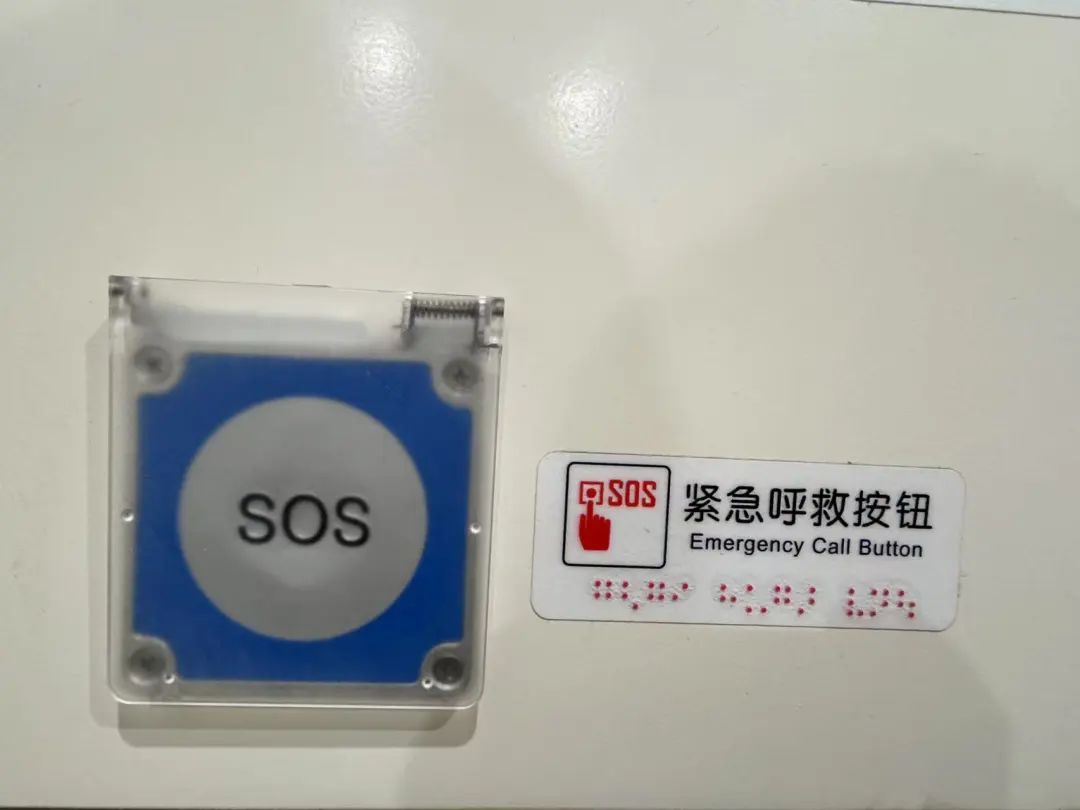 SOS
SOS
紧急呼救按钮
Emergency Call Button